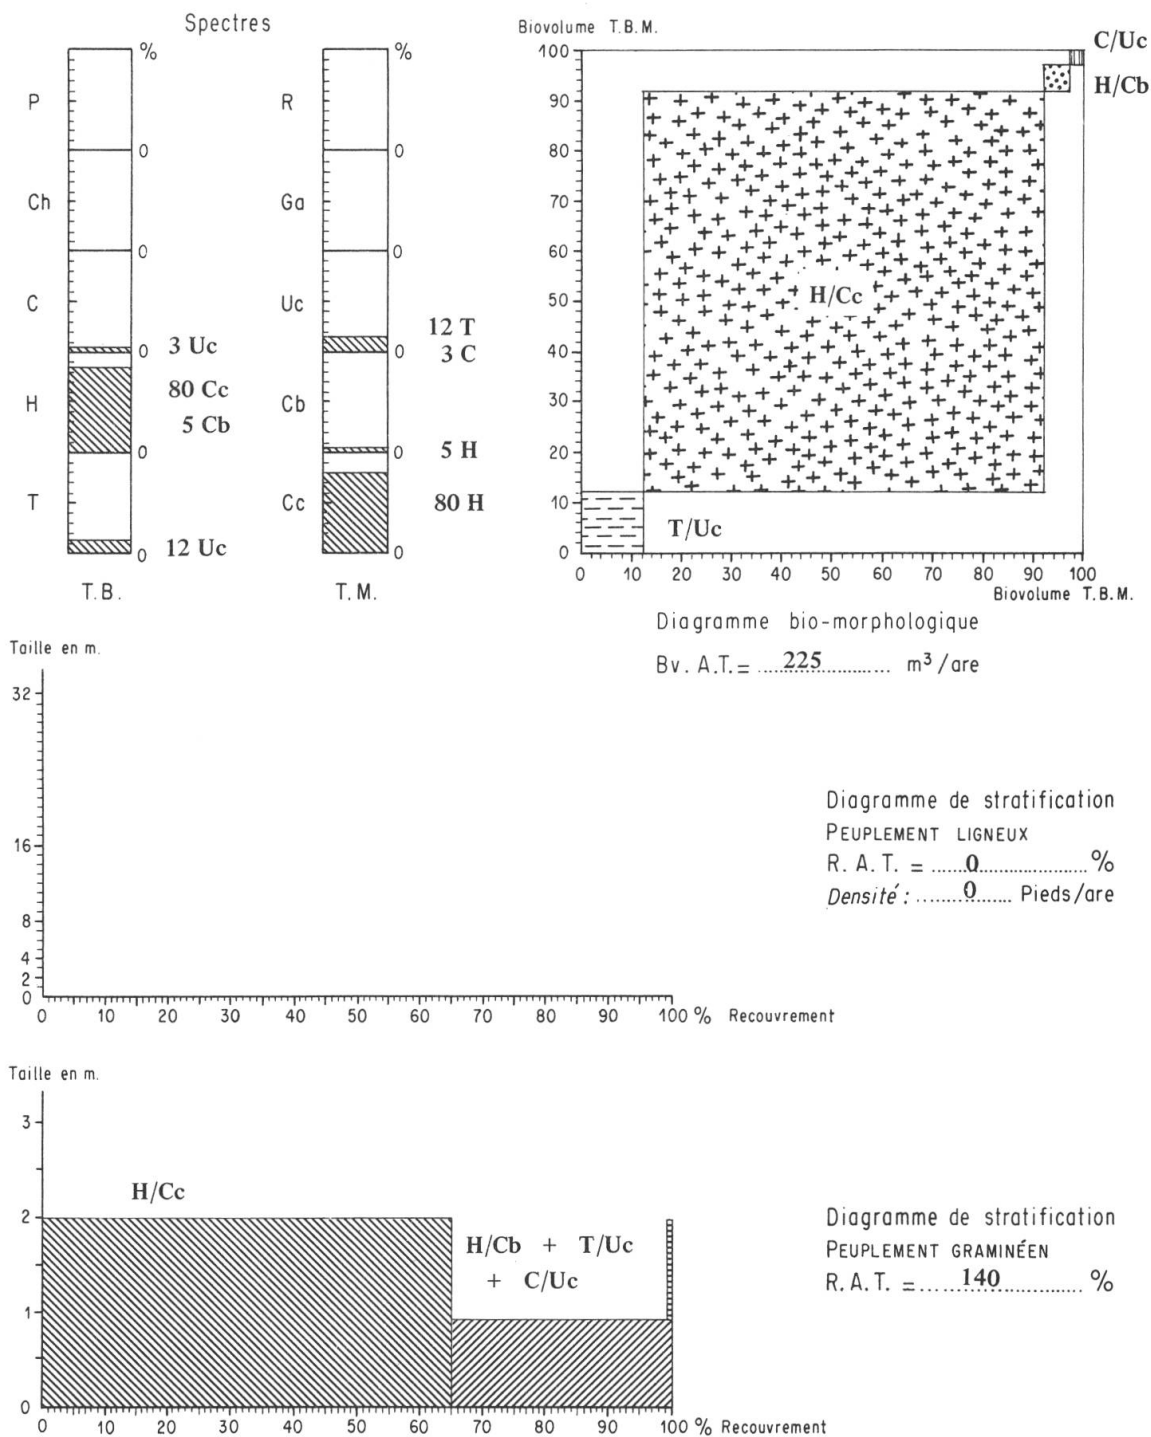 Spectres
%
P
0
Ch
0
C
3 Uc
0
H
80 Cc
5 Cb
0
T
12 Uc
0
T.B.
%
R
0
Ga
0
Uc
12 T
3 C
0
Cb
5 H
0
Cc
80 H
0
T.M.
Biovolume T.B.M.
100
90
80
70
60
50
40
30
20
10
0
C/Uc
H/Cb
H/Cc
T/Uc
0 10 20 30 40 50 60 70 80 90 100
Biovolume T.B.M.
Diagramme bio-morphologique
Bv. A.T. = 225 m³/are
Taille en m.
32
16
8
4
2
0
0 10 20 30 40 50 60 70 80 90 100 % Recouvrement
Diagramme de stratification
PEUPLEMENT LIGNEUX
R. A. T. = 0 %
Densité : 0 Pieds/are
Taille en m.
3
2
1
0
H/Cc
H/Cb + T/Uc
+ C/Uc
0 10 20 30 40 50 60 70 80 90 100 % Recouvrement
Diagramme de stratification
PEUPLEMENT GRAMINÉEN
R. A. T. = 140 %